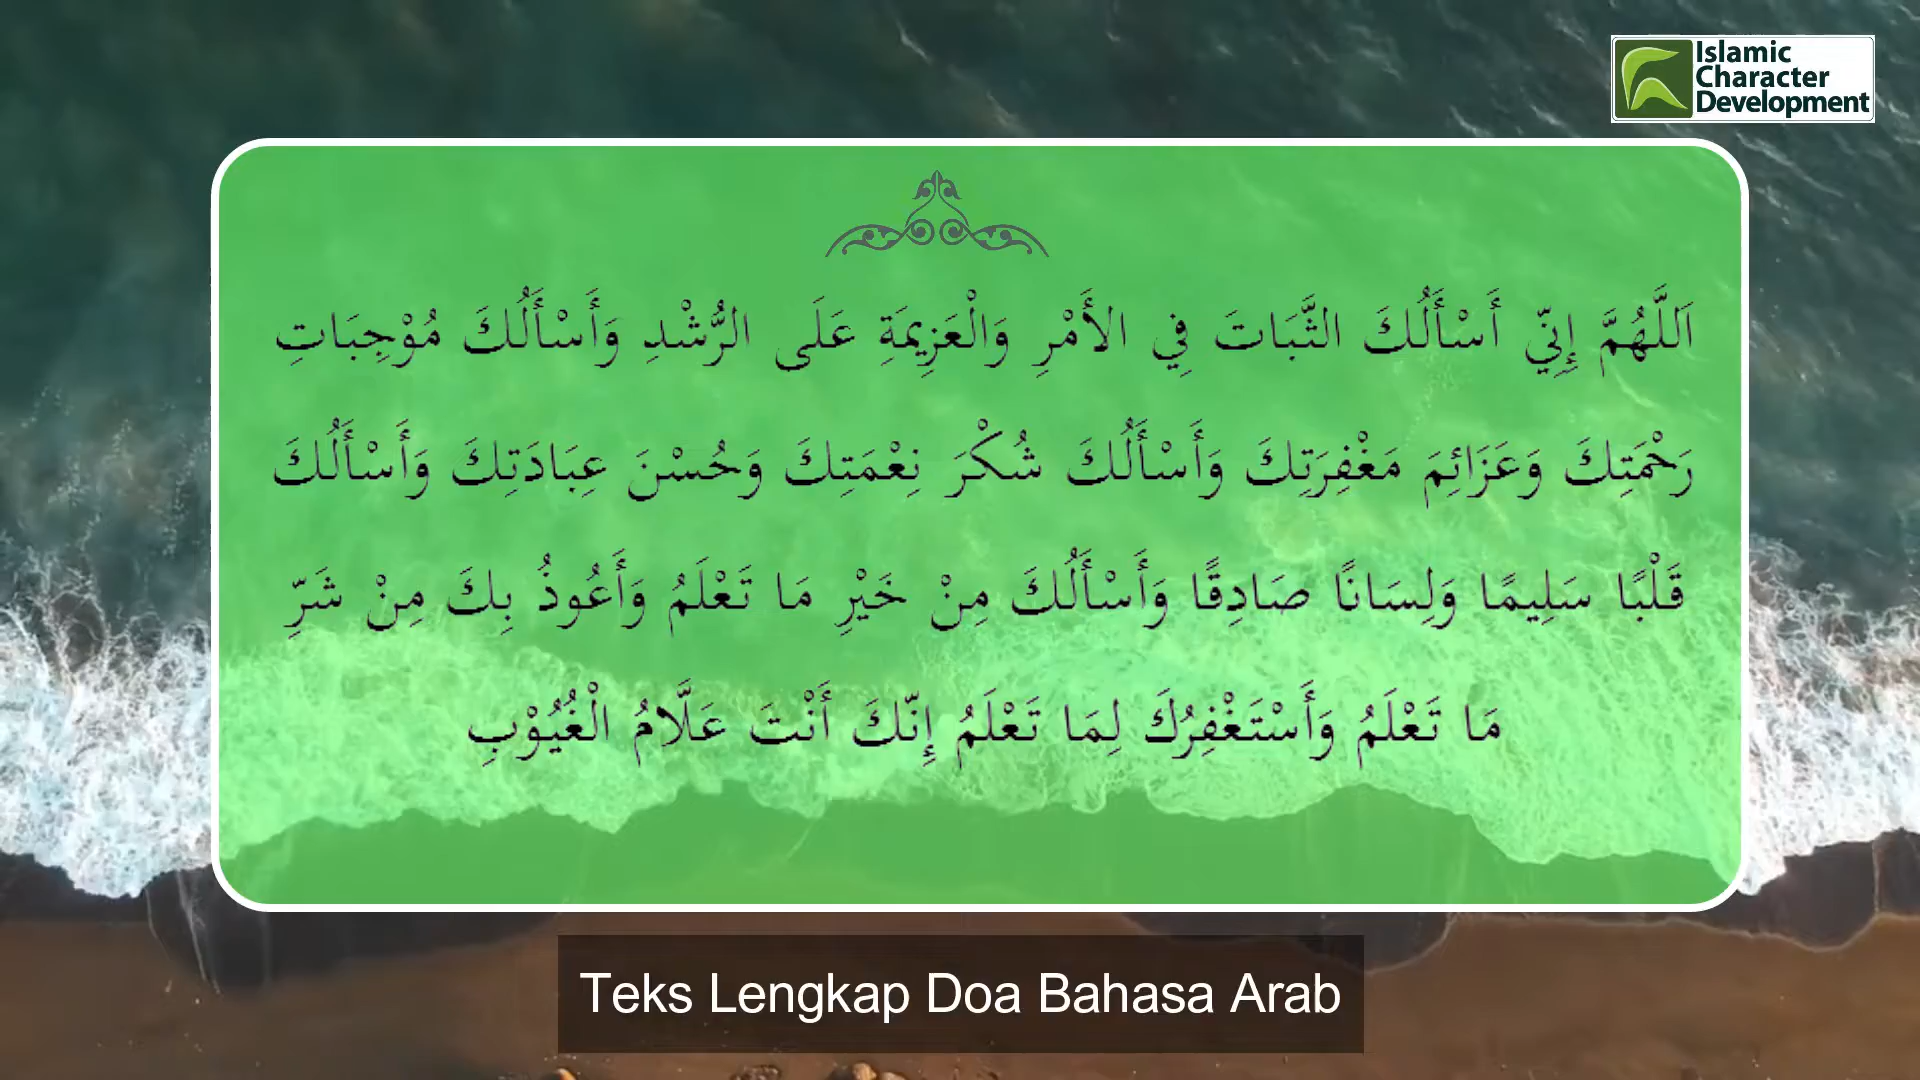 Islamic
Character
Development
اَللَّهُمَّ إِنِّي أَسْأَلُكَ الثَّبَاتَ فِي الأَمْرِ وَالْعَزِيمَةِ عَلَى الرُّشْدِ وَأَسْأَلُكَ مُوْجِبَاتِ
رَحْمَتِكَ وَعَزَائِمَ مَغْفِرَتِكَ وَأَسْأَلُكَ شُكْرَ نِعْمَتِكَ وَحُسْنَ عِبَادَتِكَ وَأَسْأَلُكَ
قَلْبًا سَلِيمًا وَلِسَانًا صَادِقًا وَأَسْأَلُكَ مِنْ خَيْرِ مَا تَعْلَمُ وَأَعُوذُ بِكَ مِنْ شَرِّ
مَا تَعْلَمُ وَأَسْتَغْفِرُكَ لِمَا تَعْلَمُ إِنّكَ أَنْتَ عَلَّامُ الْغُيُوْبِ
Teks Lengkap Doa Bahasa Arab